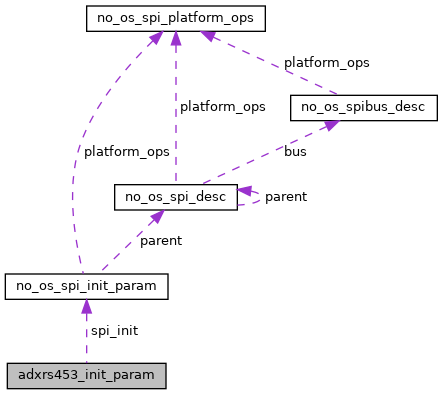 no_os_spi_platform_ops
platform_ops
no_os_spibus_desc
platform_ops
platform_ops
bus
no_os_spi_desc
parent
parent
no_os_spi_init_param
spi_init
adxrs453_init_param